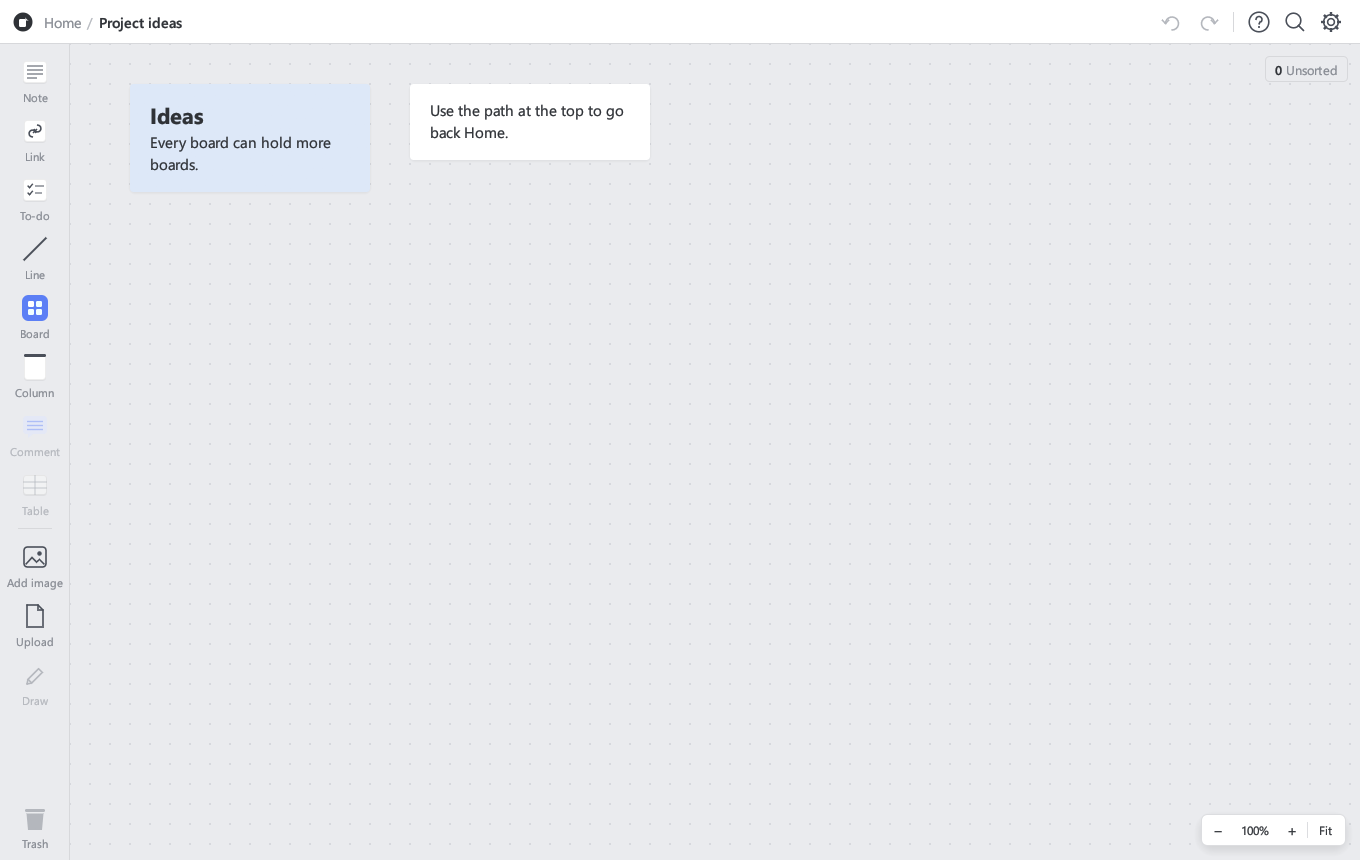 Home / Project ideas
0 Unsorted
Note
Link
To-do
Line
Board
Column
Comment
Table
Add image
Upload
Draw
Trash
Ideas
Every board can hold more
boards.
Use the path at the top to go
back Home.
− 100% + Fit